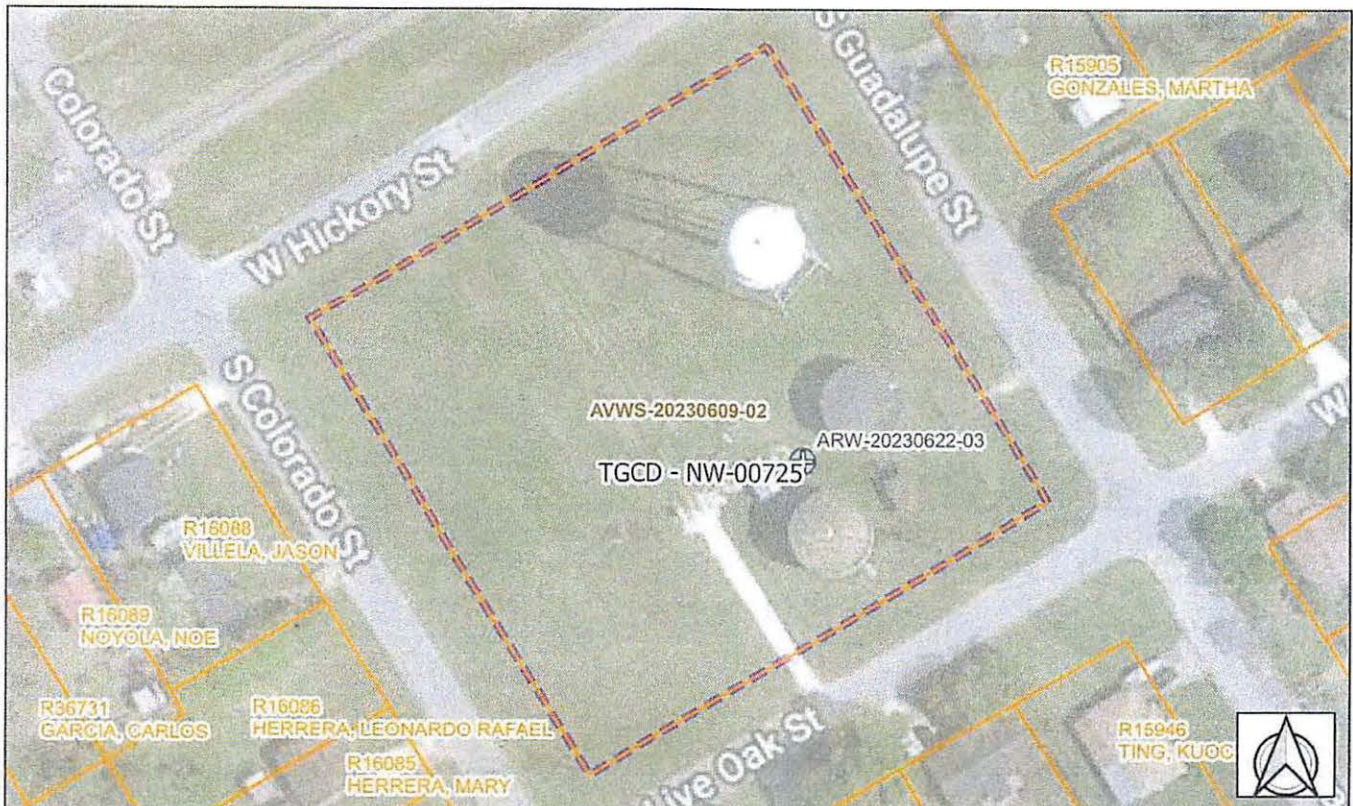 S Guadalupe St
R15905
GONZALES, MARTHA
Colorado St
W Hickory St
S Colorado St
AVWS-20230609-02
ARW-20230622-03
TGCD - NW-00725
W
R16088
VILLELA, JASON
R16089
NOYOLA, NOE
R36731
GARCIA, CARLOS
R16086
HERRERA, LEONARDO RAFAEL
R16085
HERRERA, MARY
Live Oak St
R15946
TING, KUOC